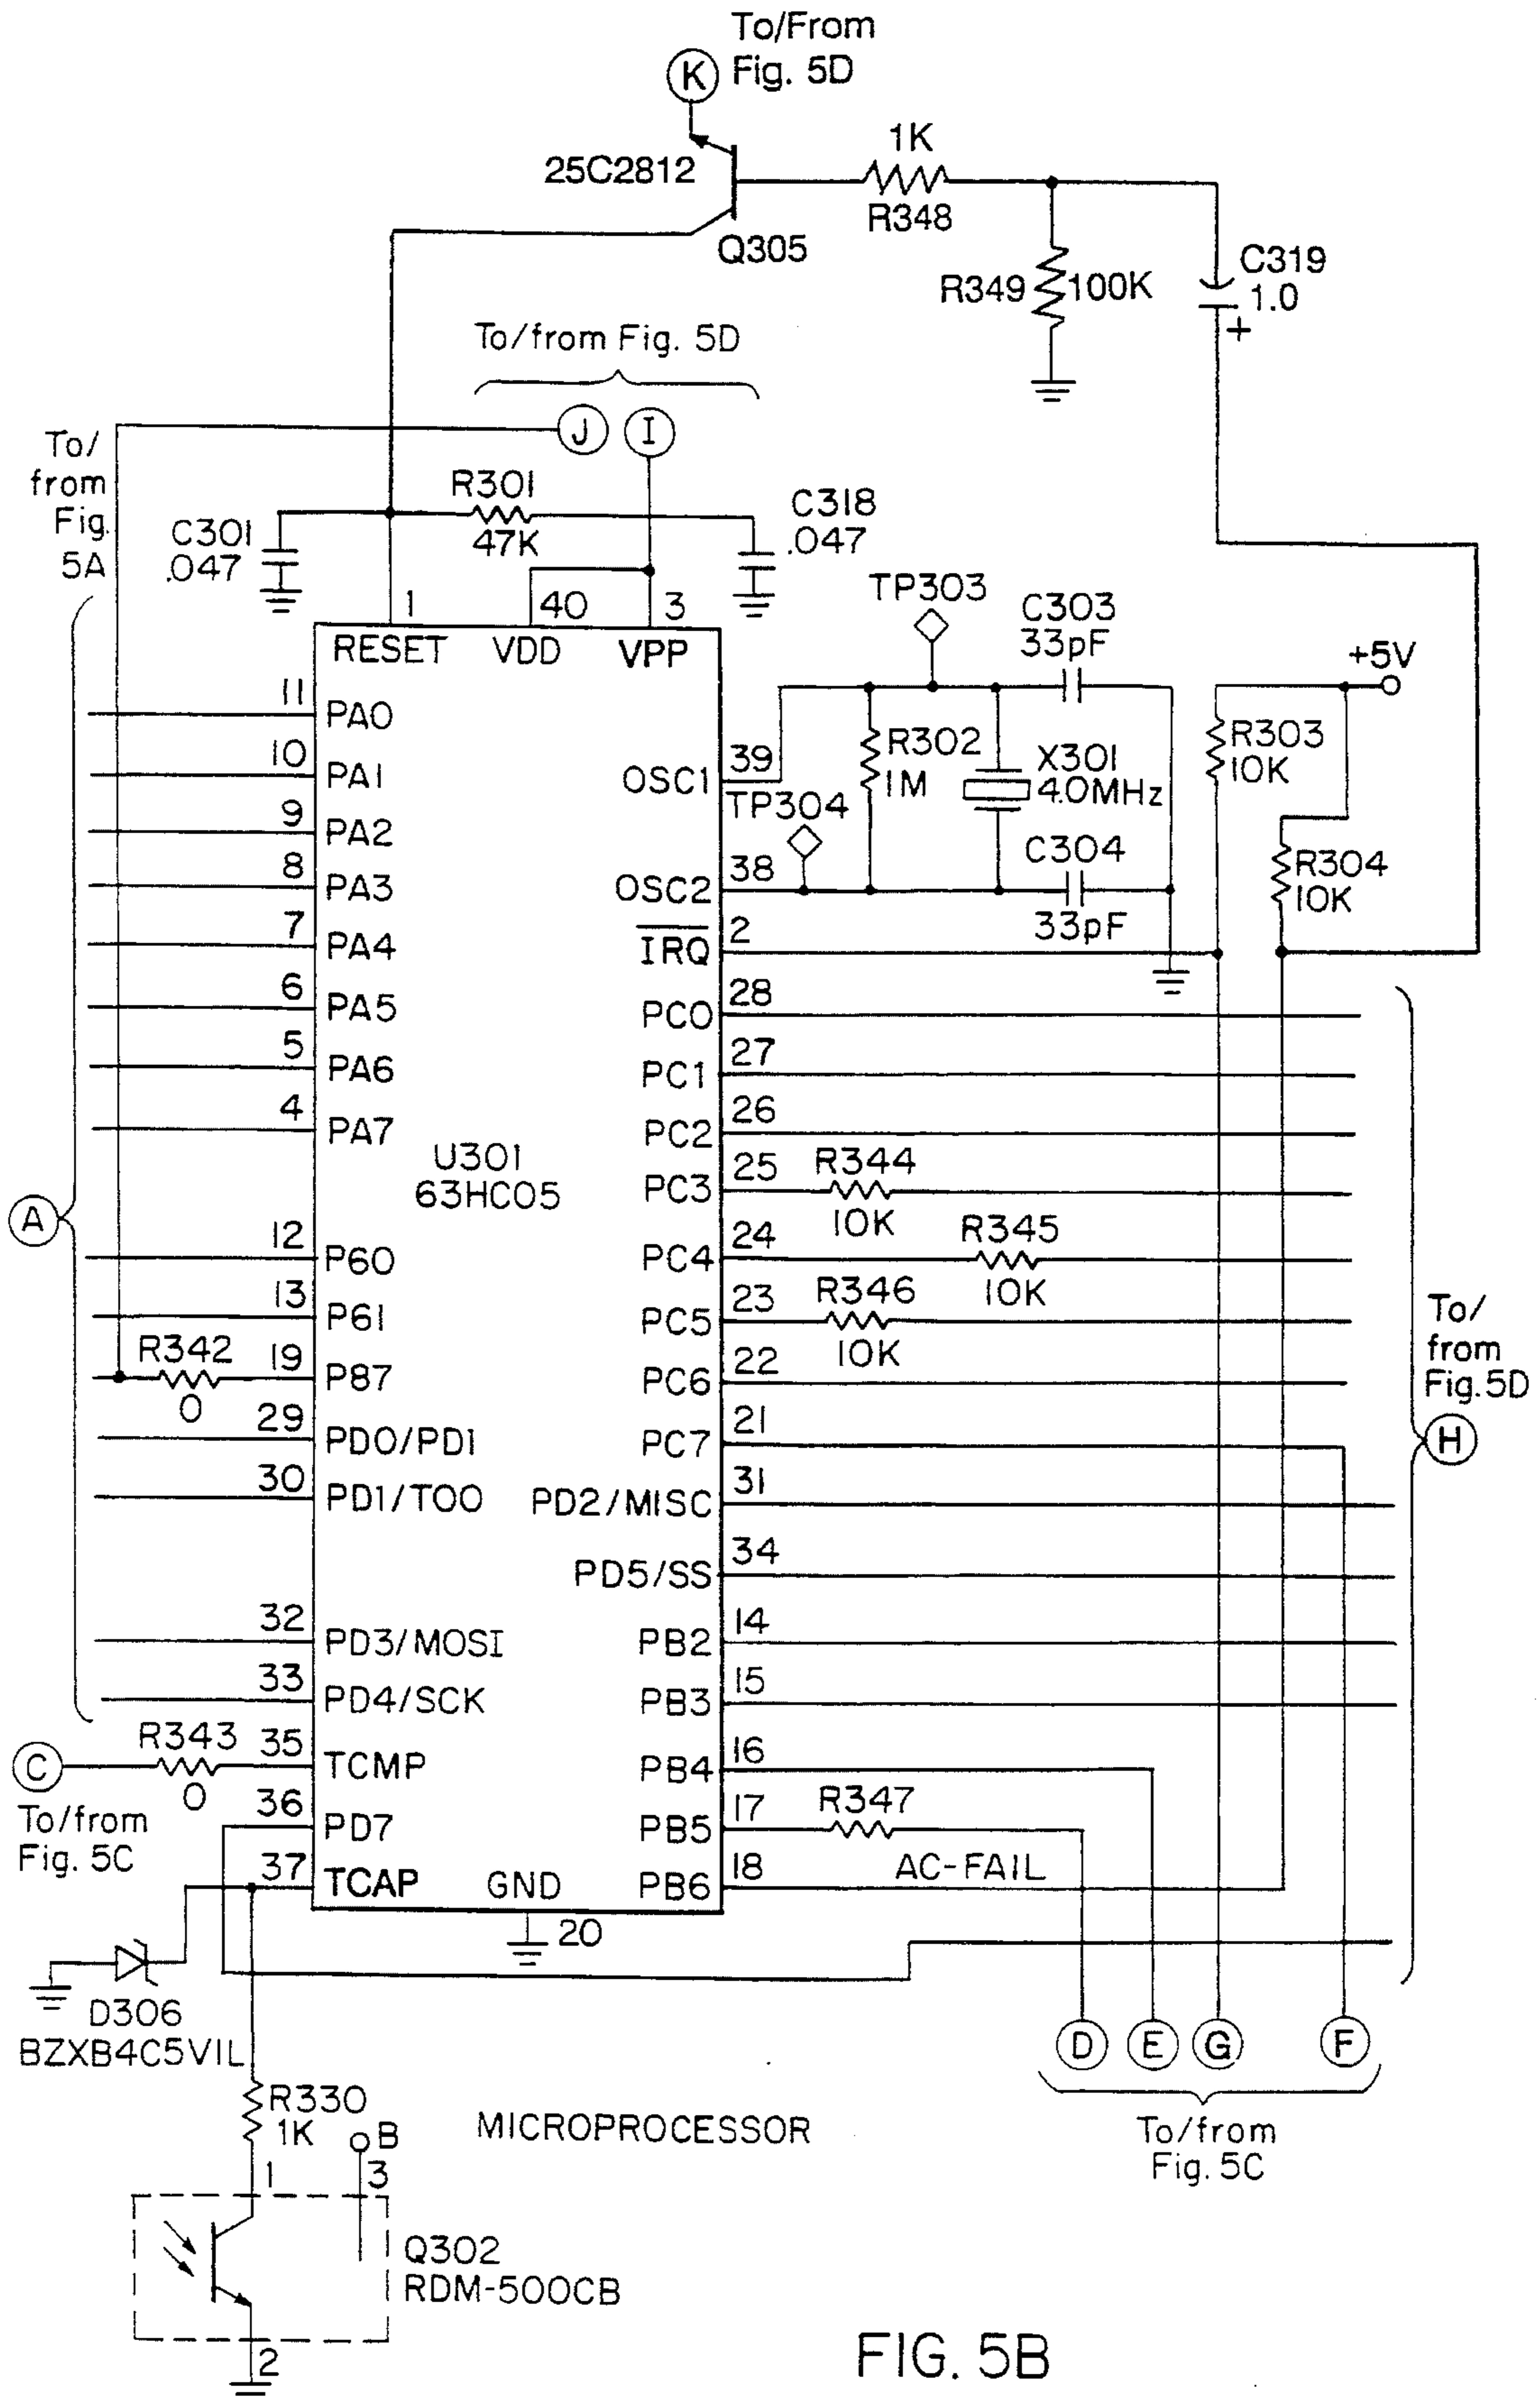 To/From
Fig. 5D
K
25C2812
1K
R348
Q305
R349
100K
C319
1.0
+
To/from Fig. 5D
J
I
To/
from
Fig.
5A
R301
47K
C301
.047
C318
.047
1
40
3
RESET
VDD
VPP
TP303
C303
33pF
+5V
11
PA0
10
PA1
9
PA2
8
PA3
7
PA4
6
PA5
5
PA6
4
PA7
OSC1
39
R302
1M
X301
4.0MHz
R303
10K
TP304
C304
33pF
R304
10K
OSC2
38
IRQ
2
PC0
28
PC1
27
PC2
26
U301
63HC05
PC3
25
R344
10K
A
12
P60
PC4
24
R345
10K
13
P61
PC5
23
R346
10K
To/
from
Fig.5D
H
R342
0
19
P87
PC6
22
29
PD0/PD1
PC7
21
30
PD1/TOO
PD2/MISC
31
PD5/SS
34
32
PD3/MOSI
PB2
14
33
PD4/SCK
PB3
15
C
R343
0
35
TCMP
PB4
16
To/from
Fig. 5C
36
PD7
PB5
17
R347
37
TCAP
GND
PB6
18
AC-FAIL
20
D306
BZXB4C5VIL
D
E
G
F
To/from
Fig. 5C
R330
1K
B
MICROPROCESSOR
1
3
Q302
RDM-500CB
2
FIG. 5B